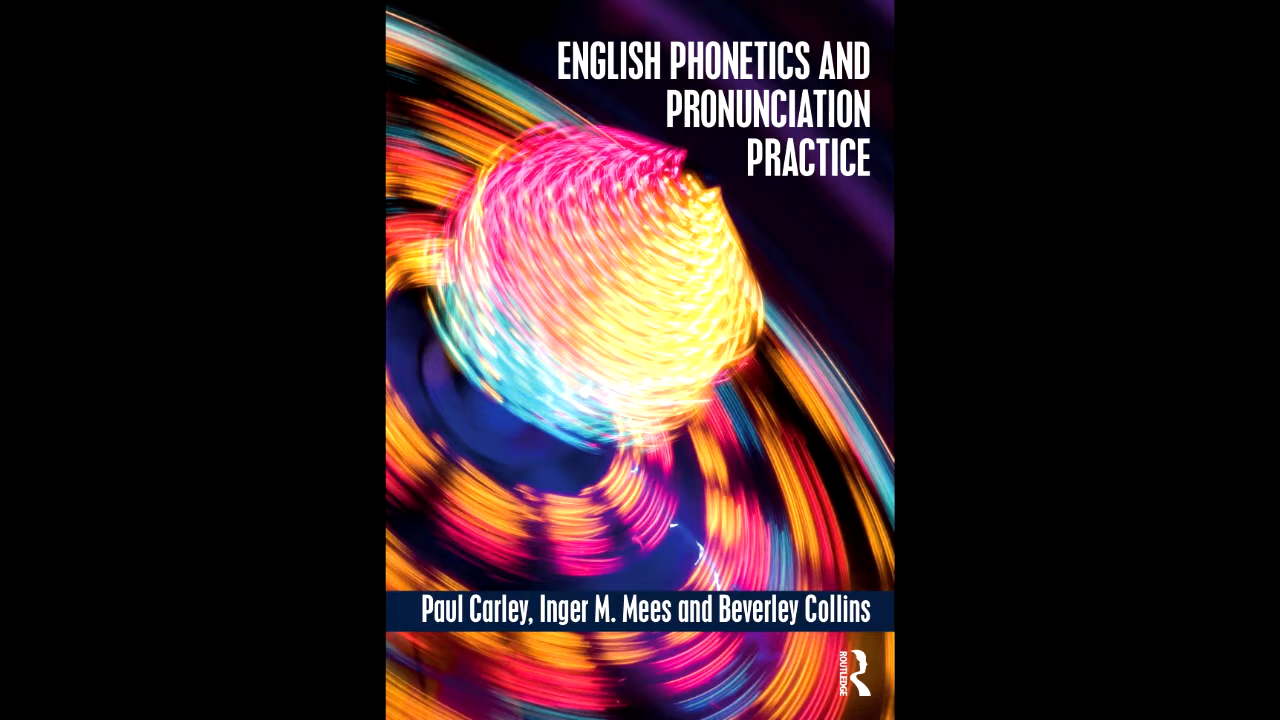 ENGLISH PHONETICS AND
PRONUNCIATION
PRACTICE
Paul Carley, Inger M. Mees and Beverley Collins
ROUTLEDGE